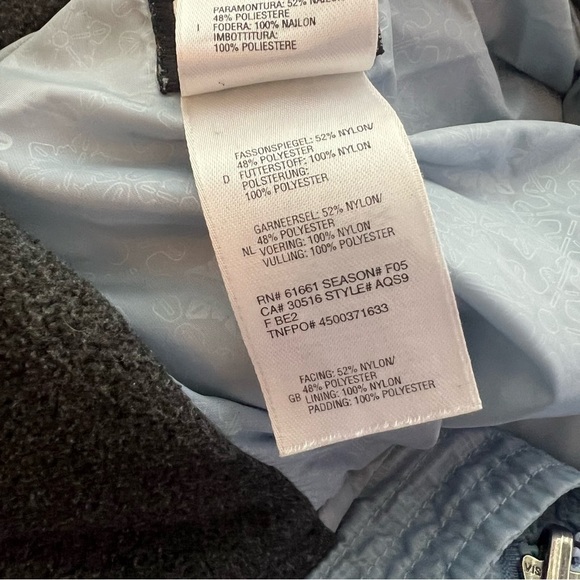 PARAMONTURA: 52% NAILON/
48% POLIESTERE
I FODERA: 100% NAILON
IMBOTTITURA:
100% POLIESTERE
FASSONSPIEGEL: 52% NYLON/
48% POLYESTER
D FUTTERSTOFF: 100% NYLON
POLSTERUNG:
100% POLYESTER
GARNEERSEL: 52% NYLON/
48% POLYESTER
NL VOERING: 100% NYLON
VULLING: 100% NYLON
RN# 61661 SEASON# F05
CA# 30516 STYLE# AQS9
F BE2
TNFPO# 4500371633
FACING: 52% NYLON/
48% POLYESTER
GB LINING: 100% NYLON
PADDING: 100% POLYESTER
VIS